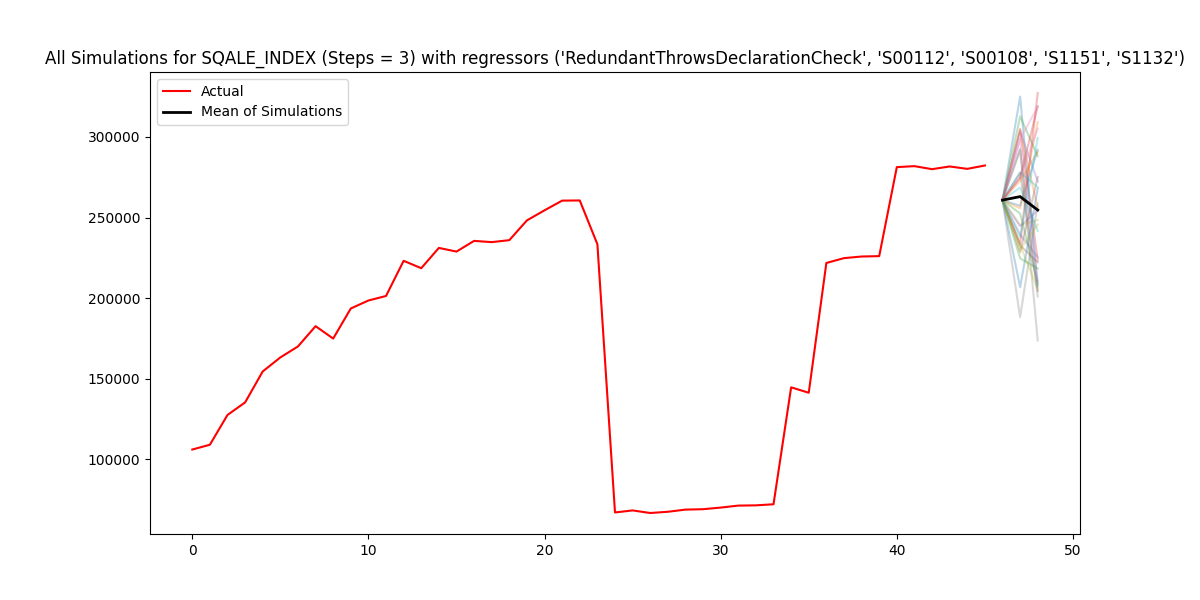 All Simulations for SQALE_INDEX (Steps = 3) with regressors ('RedundantThrowsDeclarationCheck', 'S00112', 'S00108', 'S1151', 'S1132')
Actual
Mean of Simulations
300000
250000
200000
150000
100000
0 10 20 30 40 50